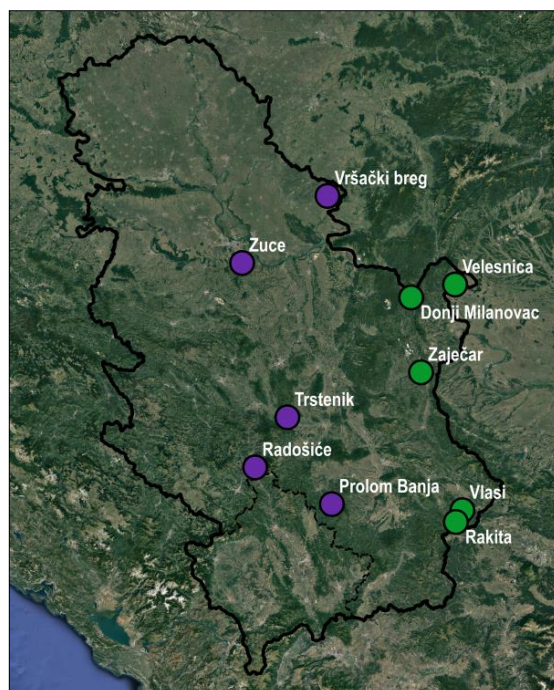 Vršački breg
Zuce
Velesnica
Donji Milanovac
Zaječar
Trstenik
Radošiće
Prolom Banja
Vlasi
Rakita